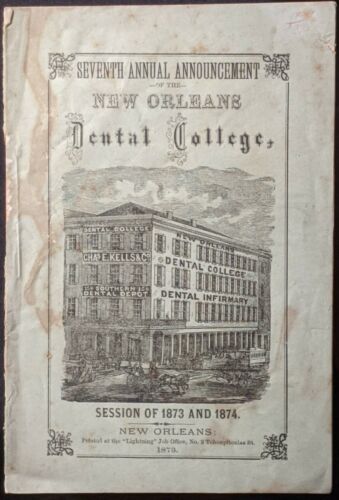 SEVENTH ANNUAL ANNOUNCEMENT
OF THE
NEW ORLEANS
Dental College,
DENTAL COLLEGE
CHAS. E. KELLS & Co
SOUTHERN
DENTAL DEPOT
NEW ORLEANS
DENTAL COLLEGE
DENTAL INFIRMARY
SESSION OF 1873 AND 1874.
NEW ORLEANS:
Printed at the "Lightning" Job Office, No. 2 Tchoupitoulas St.
1873.